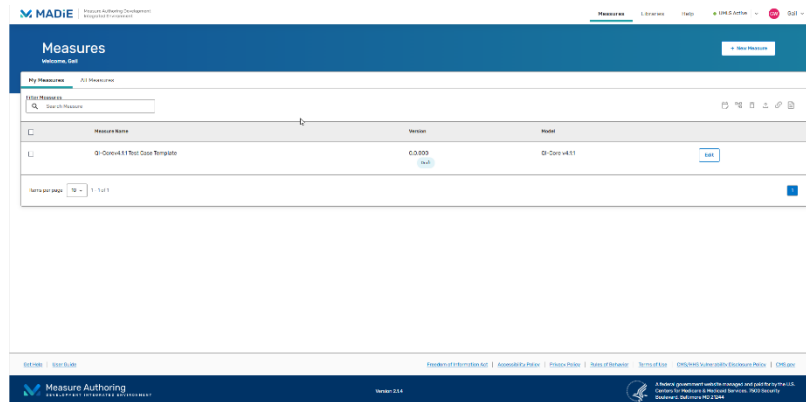 MADiE
Measure Authoring Development
Integrated Environment
Measures
Libraries
Help
UMLS Active
GW
Gail
Measures
Welcome, Gail
+ New Measure
My Measures
All Measures
Filter Measures
Search Measure
Measure Name
Version
Model
QI-Corev4.1.1 Test Case Template
0.0.000
Draft
QI-Core v4.1.1
Edit
Items per page
10
1 - 1 of 1
1
Get Help
User Guide
Freedom of Information Act | Accessibility Policy | Privacy Policy | Rules of Behavior | Terms of Use | CMS/HHS Vulnerability Disclosure Policy | CMS.gov
Measure Authoring
DEVELOPMENT INTEGRATED ENVIRONMENT
Version 2.1.4
A federal government website managed and paid for by the U.S.
Centers for Medicare & Medicaid Services. 7500 Security
Boulevard, Baltimore MD 21244